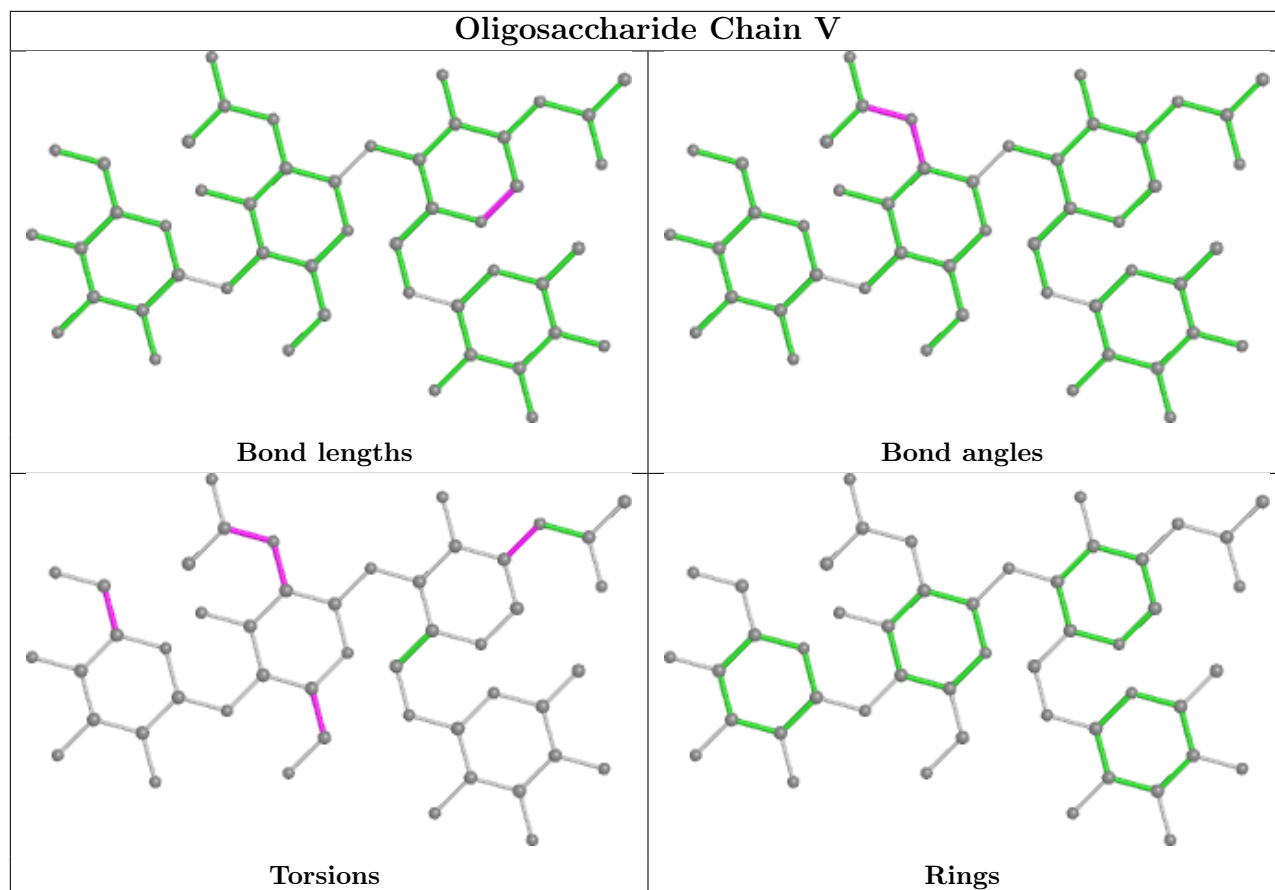 Oligosaccharide Chain V
Bond lengths
Bond angles
Torsions
Rings